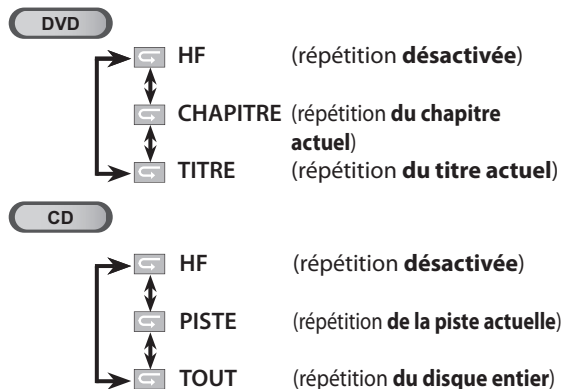 DVD
HF (répétition désactivée)
CHAPITRE (répétition du chapitre
actuel)
TITRE (répétition du titre actuel)
CD
HF (répétition désactivée)
PISTE (répétition de la piste actuelle)
TOUT (répétition du disque entier)